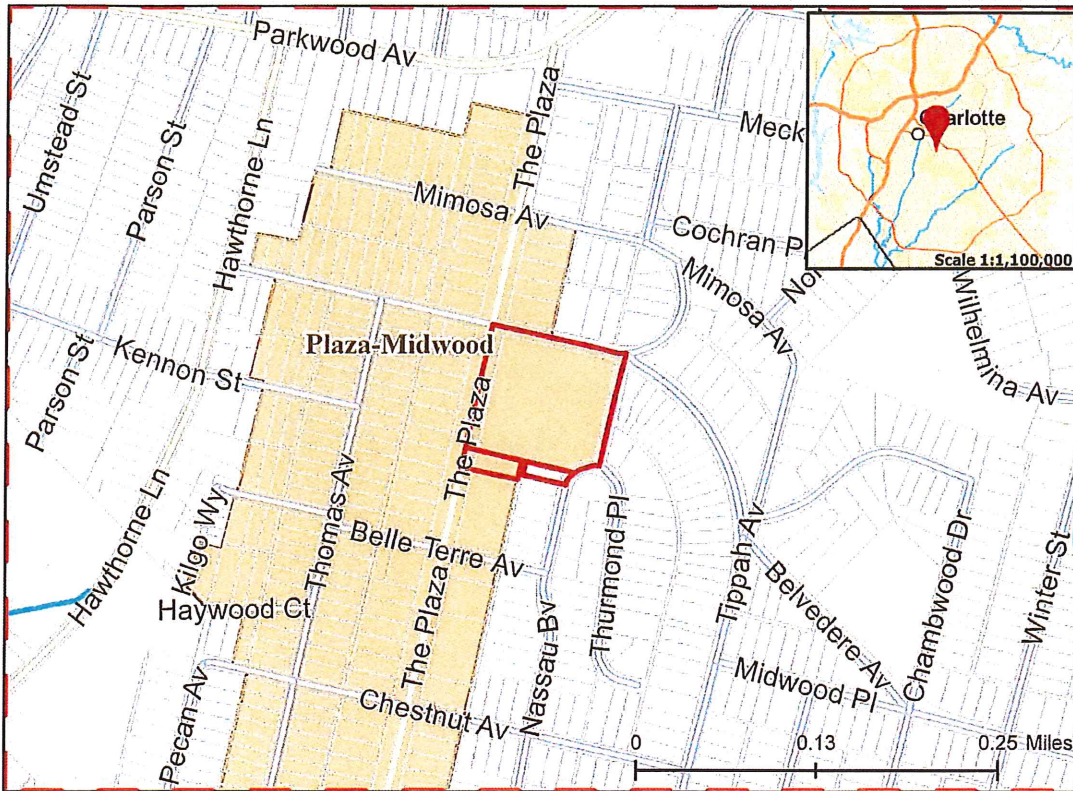 Parkwood Av
The Plaza
Umstead St
Parson St
Hawthorne Ln
Meck
Charlotte
Scale 1:1,100,000
Mimosa Av
Cochran P
Mimosa Av
Nor
Wilhelmina Av
Plaza-Midwood
Kennon St
Parson St
The Plaza
Hawthorne Ln
Kilgo Wy
Thomas Av
Belle Terre Av
Thurmond Pl
Tippah Av
Belvedere Av
Chambwood Dr
Winter St
Haywood Ct
The Plaza
Nassau Bv
Midwood Pl
Pecan Av
Chestnut Av
0
0.13
0.25 Miles